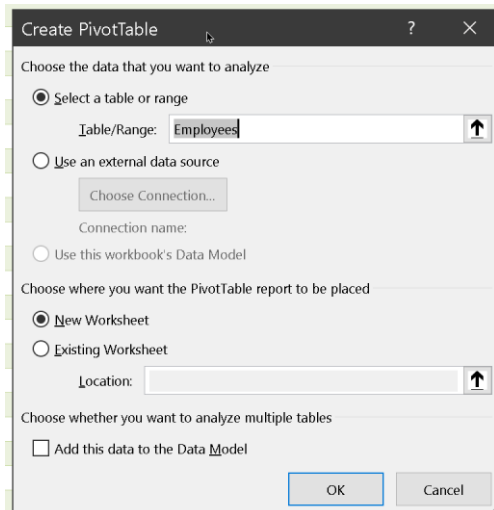 Create PivotTable ?
Choose the data that you want to analyze
Select a table or range
Table/Range: Employees
Use an external data source
Choose Connection...
Connection name:
Use this workbook's Data Model
Choose where you want the PivotTable report to be placed
New Worksheet
Existing Worksheet
Location:
Choose whether you want to analyze multiple tables
Add this data to the Data Model
OK Cancel